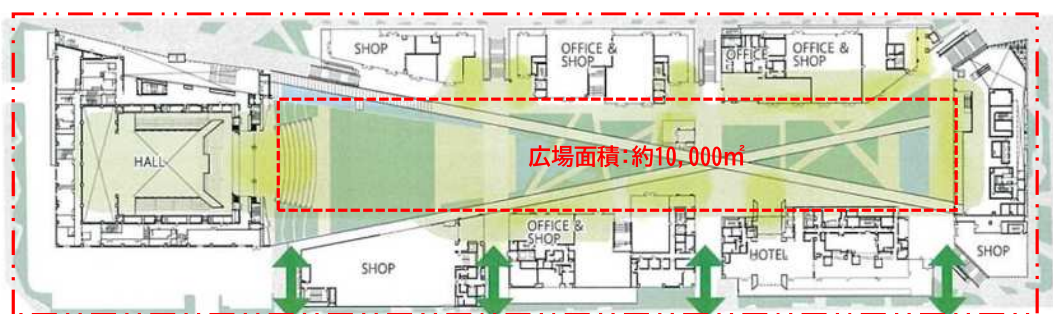 SHOP
OFFICE &
SHOP
OFFICE
OFFICE &
SHOP
HALL
広場面積:約10,000㎡
OFFICE &
SHOP
SHOP
HOTEL
SHOP